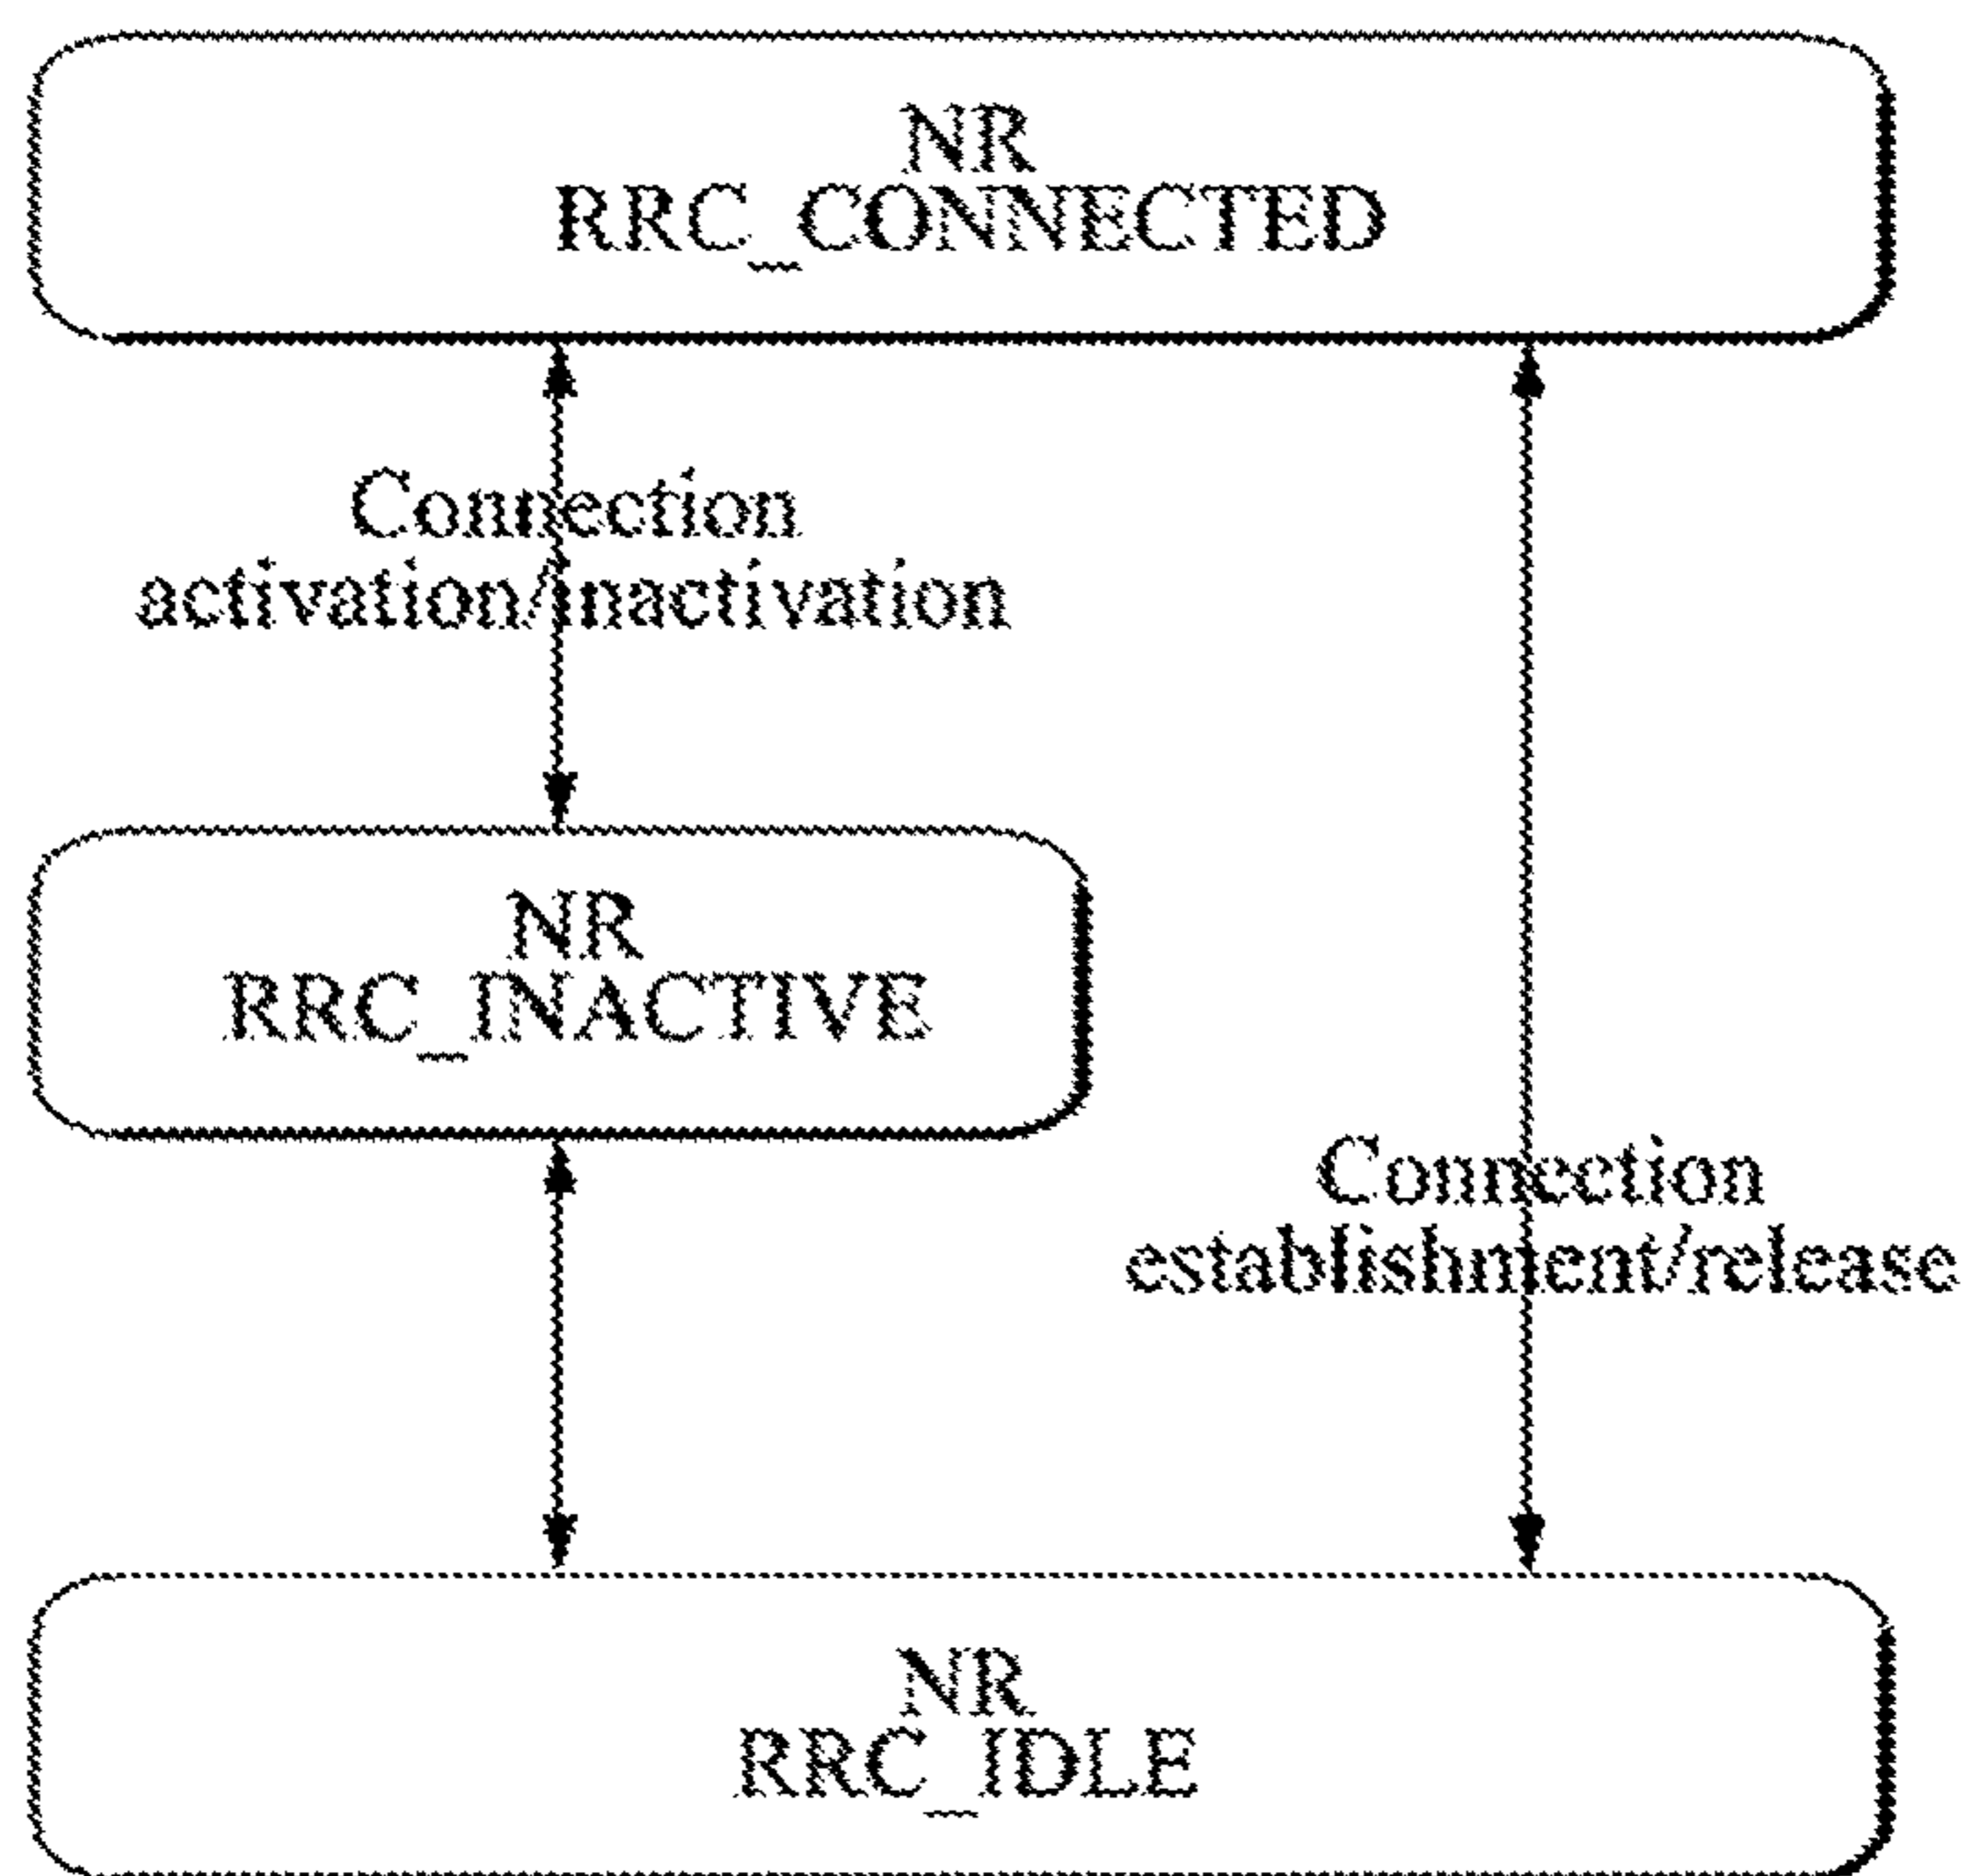 NR
RRC_CONNECTED
Connection
activation/inactivation
NR
RRC_INACTIVE
Connection
establishment/release
NR
RRC_IDLE